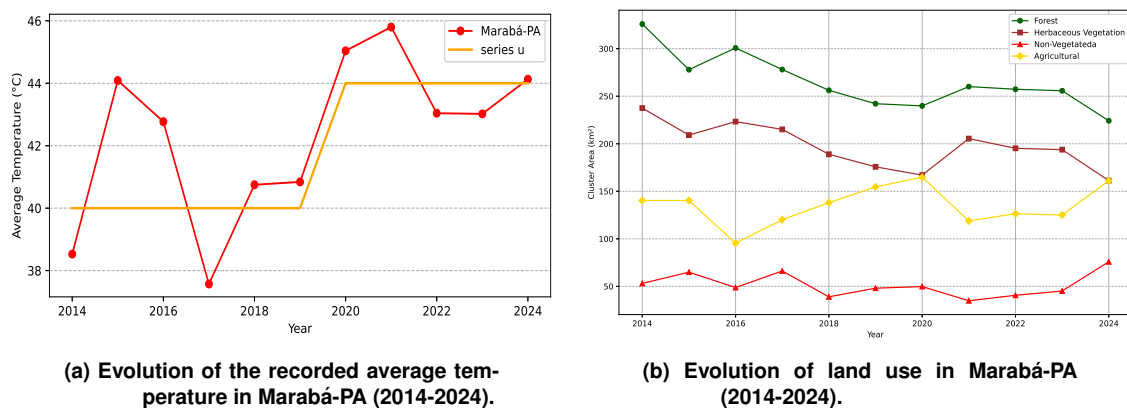 46
44
42
40
38
2014
2016
2018
2020
2022
2024
Average Temperature (°C)
Year
Marabá-PA
series u
(a) Evolution of the recorded average tem-
perature in Marabá-PA (2014-2024).
300
250
200
150
100
50
2014
2016
2018
2020
2022
2024
Cluster Area (km²)
Year
Forest
Herbaceous Vegetation
Non-Vegetateda
Agricultural
(b) Evolution of land use in Marabá-PA
(2014-2024).